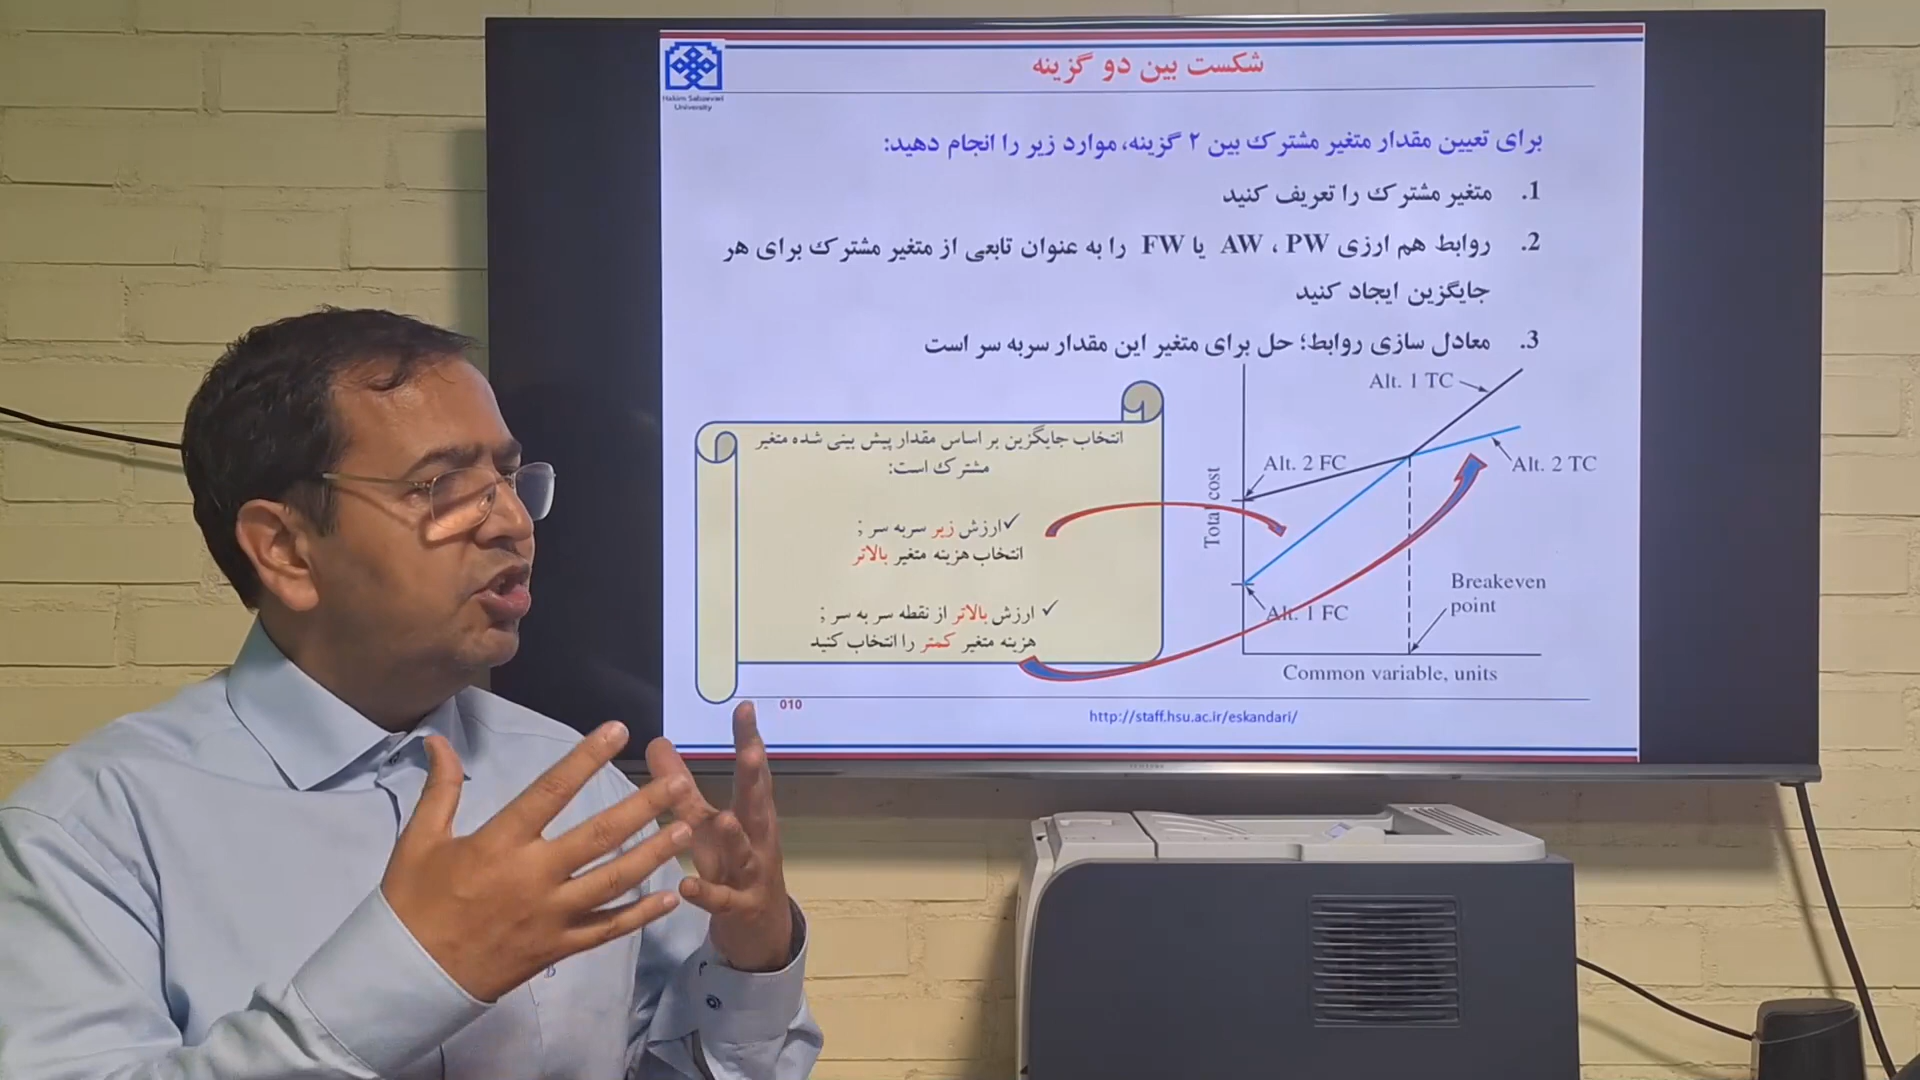 شکست بین دو گزینه
Hakim Sabzevari
University
برای تعیین مقدار متغیر مشترک بین ۲ گزینه، موارد زیر را انجام دهید:
1. متغیر مشترک را تعریف کنید
2. روابط هم ارزی PW ، AW یا FW را به عنوان تابعی از متغیر مشترک برای هر
جایگزین ایجاد کنید
3. معادل سازی روابط؛ حل برای متغیر این مقدار سربه سر است
انتخاب جایگزین بر اساس مقدار پیش بینی شده متغیر
مشترک است:
✓ارزش زیر سربه سر ;
انتخاب هزینه متغیر بالاتر
✓ ارزش بالاتر از نقطه سر به سر ;
هزینه متغیر کمتر را انتخاب کنید
Alt. 1 TC
Alt. 2 FC
Alt. 2 TC
Total cost
Breakeven
point
Alt. 1 FC
Common variable, units
010
http://staff.hsu.ac.ir/eskandari/